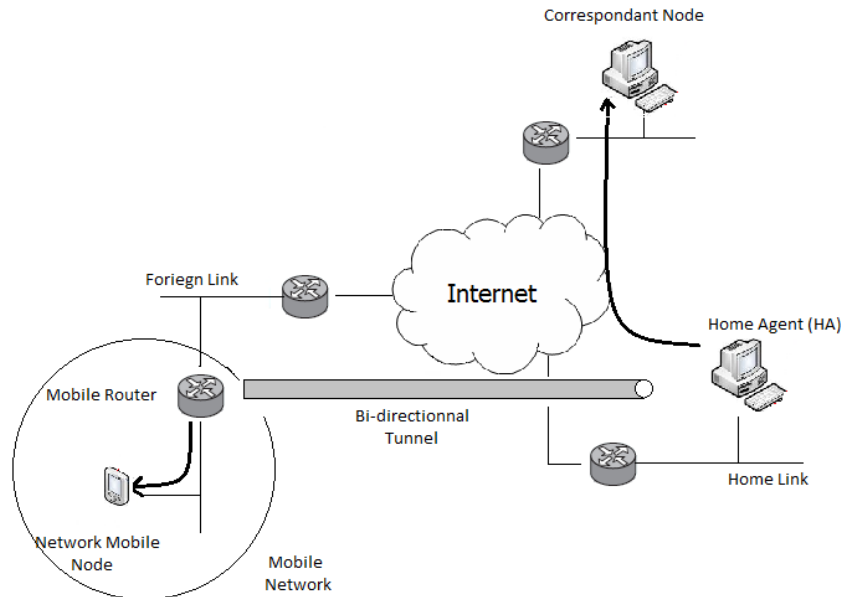 Correspondant Node
Internet
Foriegn Link
Home Agent (HA)
Mobile Router
Bi-directionnal
Tunnel
Home Link
Network Mobile
Node
Mobile
Network